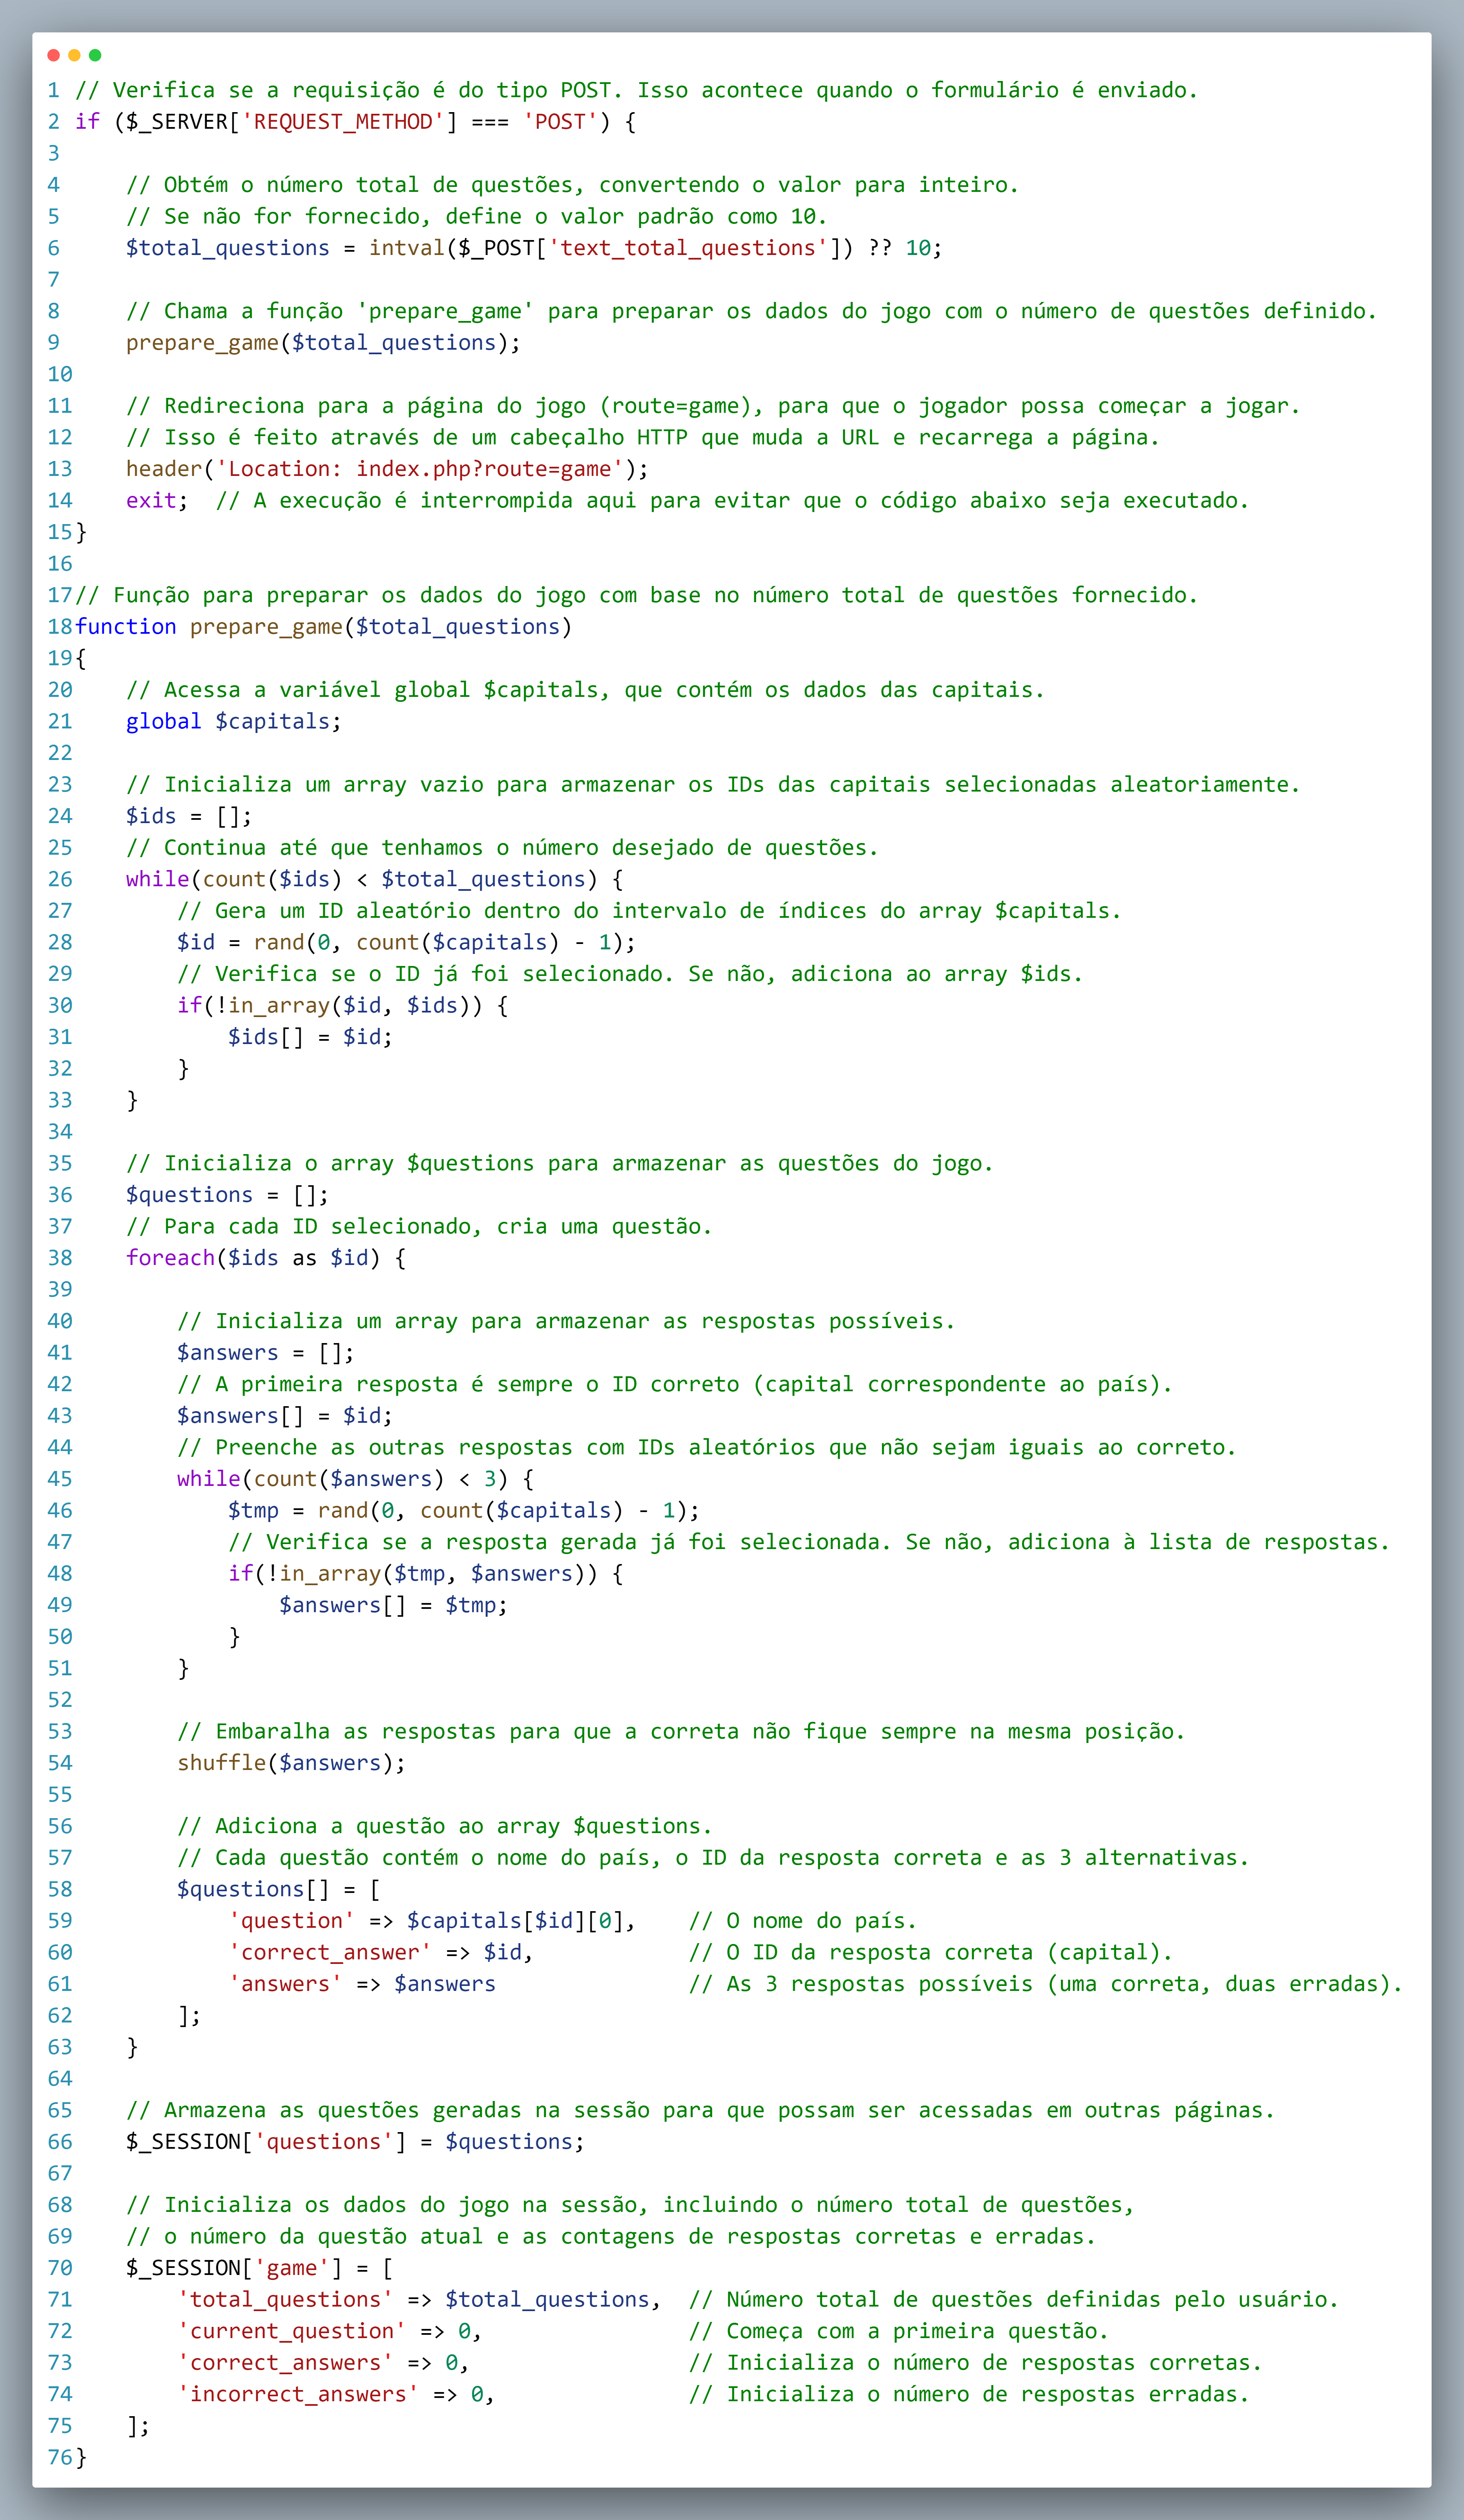 1 // Verifica se a requisição é do tipo POST. Isso acontece quando o formulário é enviado.
2 if ($_SERVER['REQUEST_METHOD'] === 'POST') {
3
4     // Obtém o número total de questões, convertendo o valor para inteiro.
5     // Se não for fornecido, define o valor padrão como 10.
6     $total_questions = intval($_POST['text_total_questions']) ?? 10;
7
8     // Chama a função 'prepare_game' para preparar os dados do jogo com o número de questões definido.
9     prepare_game($total_questions);
10
11     // Redireciona para a página do jogo (route=game), para que o jogador possa começar a jogar.
12     // Isso é feito através de um cabeçalho HTTP que muda a URL e recarrega a página.
13     header('Location: index.php?route=game');
14     exit;  // A execução é interrompida aqui para evitar que o código abaixo seja executado.
15 }
16
17 // Função para preparar os dados do jogo com base no número total de questões fornecido.
18 function prepare_game($total_questions)
19 {
20     // Acessa a variável global $capitals, que contém os dados das capitais.
21     global $capitals;
22
23     // Inicializa um array vazio para armazenar os IDs das capitais selecionadas aleatoriamente.
24     $ids = [];
25     // Continua até que tenhamos o número desejado de questões.
26     while(count($ids) < $total_questions) {
27         // Gera um ID aleatório dentro do intervalo de índices do array $capitals.
28         $id = rand(0, count($capitals) - 1);
29         // Verifica se o ID já foi selecionado. Se não, adiciona ao array $ids.
30         if(!in_array($id, $ids)) {
31             $ids[] = $id;
32         }
33     }
34
35     // Inicializa o array $questions para armazenar as questões do jogo.
36     $questions = [];
37     // Para cada ID selecionado, cria uma questão.
38     foreach($ids as $id) {
39
40         // Inicializa um array para armazenar as respostas possíveis.
41         $answers = [];
42         // A primeira resposta é sempre o ID correto (capital correspondente ao país).
43         $answers[] = $id;
44         // Preenche as outras respostas com IDs aleatórios que não sejam iguais ao correto.
45         while(count($answers) < 3) {
46             $tmp = rand(0, count($capitals) - 1);
47             // Verifica se a resposta gerada já foi selecionada. Se não, adiciona à lista de respostas.
48             if(!in_array($tmp, $answers)) {
49                 $answers[] = $tmp;
50             }
51         }
52
53         // Embaralha as respostas para que a correta não fique sempre na mesma posição.
54         shuffle($answers);
55
56         // Adiciona a questão ao array $questions.
57         // Cada questão contém o nome do país, o ID da resposta correta e as 3 alternativas.
58         $questions[] = [
59             'question' => $capitals[$id][0],    // O nome do país.
60             'correct_answer' => $id,            // O ID da resposta correta (capital).
61             'answers' => $answers               // As 3 respostas possíveis (uma correta, duas erradas).
62         ];
63     }
64
65     // Armazena as questões geradas na sessão para que possam ser acessadas em outras páginas.
66     $_SESSION['questions'] = $questions;
67
68     // Inicializa os dados do jogo na sessão, incluindo o número total de questões,
69     // o número da questão atual e as contagens de respostas corretas e erradas.
70     $_SESSION['game'] = [
71         'total_questions' => $total_questions,  // Número total de questões definidas pelo usuário.
72         'current_question' => 0,                // Começa com a primeira questão.
73         'correct_answers' => 0,                 // Inicializa o número de respostas corretas.
74         'incorrect_answers' => 0,               // Inicializa o número de respostas erradas.
75     ];
76 }